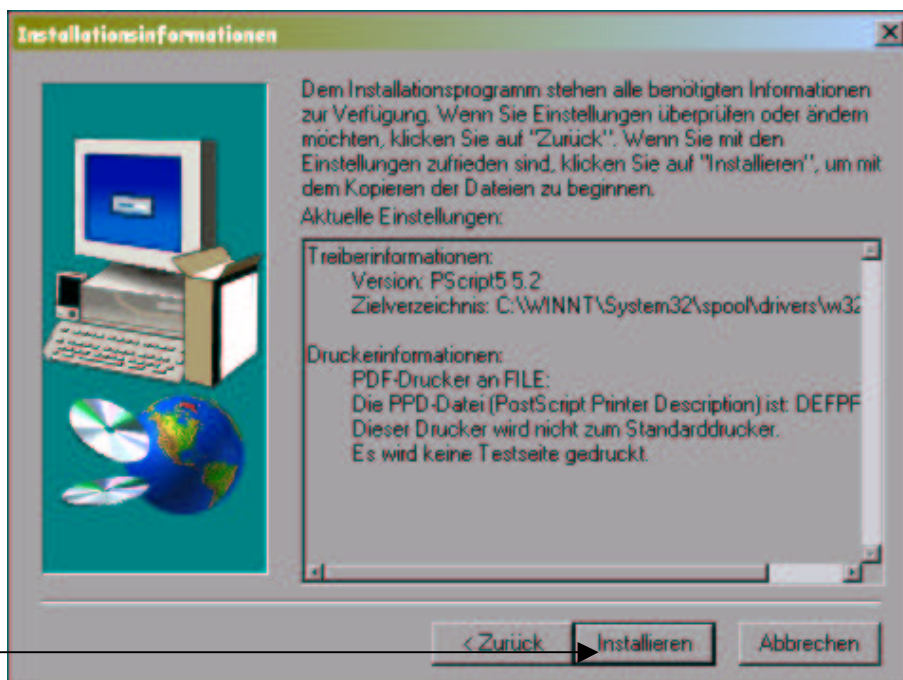 Installationsinformationen
Dem Installationsprogramm stehen alle benötigten Informationen
zur Verfügung. Wenn Sie Einstellungen überprüfen oder ändern
möchten, klicken Sie auf "Zurück". Wenn Sie mit den
Einstellungen zufrieden sind, klicken Sie auf "Installieren", um mit
dem Kopieren der Dateien zu beginnen.
Aktuelle Einstellungen:
Treiberinformationen:
Version: PScript5 5.2
Zielverzeichnis: C:\WINNT\System32\spool\drivers\w32
Druckerinformationen:
PDF-Drucker an FILE:
Die PPD-Datei (PostScript Printer Description) ist: DEFPF
Dieser Drucker wird nicht zum Standarddrucker.
Es wird keine Testseite gedruckt.
< Zurück Installieren Abbrechen